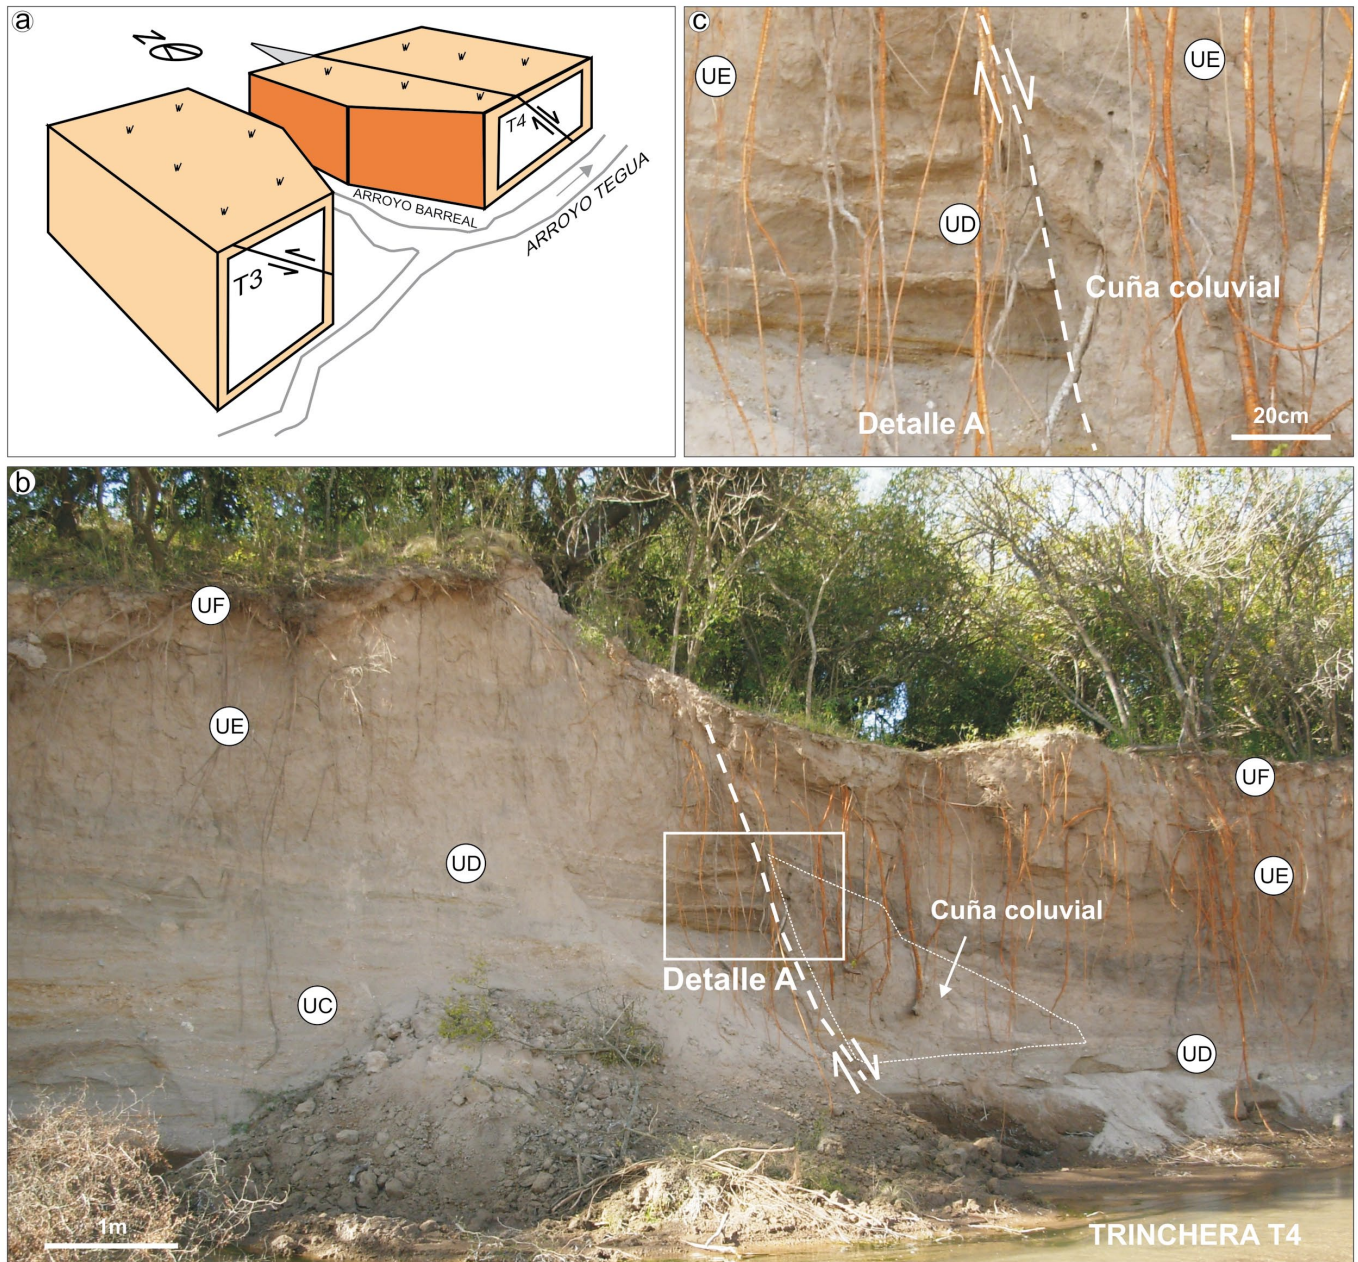 a
N
T4
ARROYO BARREAL
ARROYO TEGUA
T3
c
UE
UE
UD
Cuña coluvial
Detalle A
20cm
b
UF
UE
UD
UC
UF
UE
Cuña coluvial
Detalle A
UD
1m
TRINCHERA T4